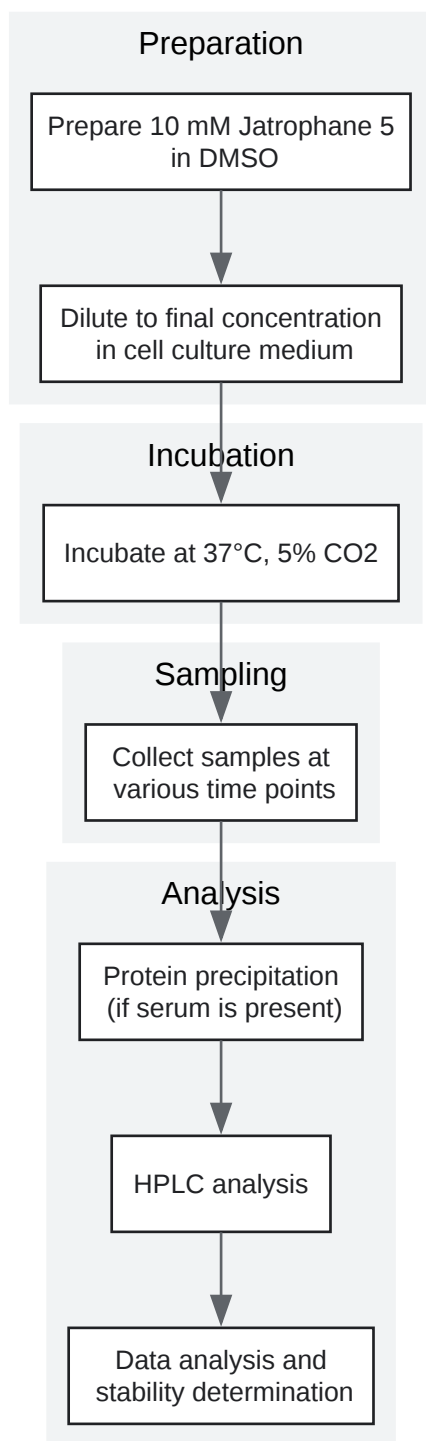 Preparation
Prepare 10 mM Jatrophane 5
in DMSO
Dilute to final concentration
in cell culture medium
Incubation
Incubate at 37°C, 5% CO2
Sampling
Collect samples at
various time points
Analysis
Protein precipitation
(if serum is present)
HPLC analysis
Data analysis and
stability determination